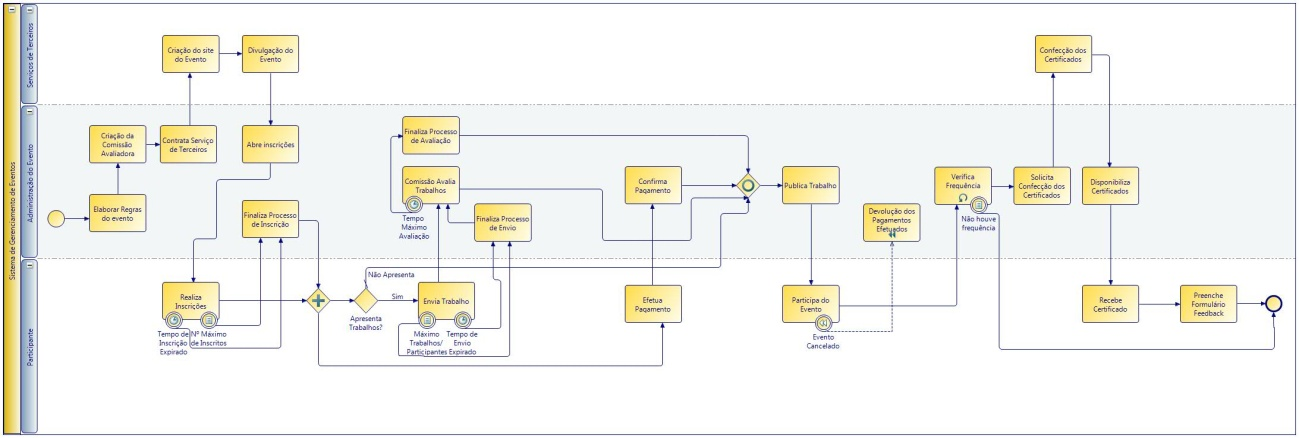 Sistema de Gerenciamento de Eventos
Serviços de Terceiros
Criação do site
do Evento
Divulgação do
Evento
Confecção dos
Certificados
Administração do Evento
Criação da
Comissão
Avaliadora
Contrata Serviço
de Terceiros
Abre inscrições
Elaborar Regras
do evento
Finaliza Processo
de Inscrição
Finaliza Processo
de Avaliação
Comissão Avalia
Trabalhos
Tempo
Máximo
Avaliação
Finaliza Processo
de Envio
Confirma
Pagamento
Publica Trabalho
Devolução dos
Pagamentos
Efetuados
Verifica
Frequência
Não houve
frequência
Solicita
Confecção dos
Certificados
Disponibiliza
Certificados
Participante
Realiza
Inscrições
Tempo de
Inscrição
Expirado
Nº Máximo
de Inscritos
Não Apresenta
Sim
Apresenta
Trabalhos?
Envia Trabalho
Máximo
Trabalhos/
Participantes
Tempo de
Envio
Expirado
Efetua
Pagamento
Participa do
Evento
Evento
Cancelado
Recebe
Certificado
Preenche
Formulário
Feedback